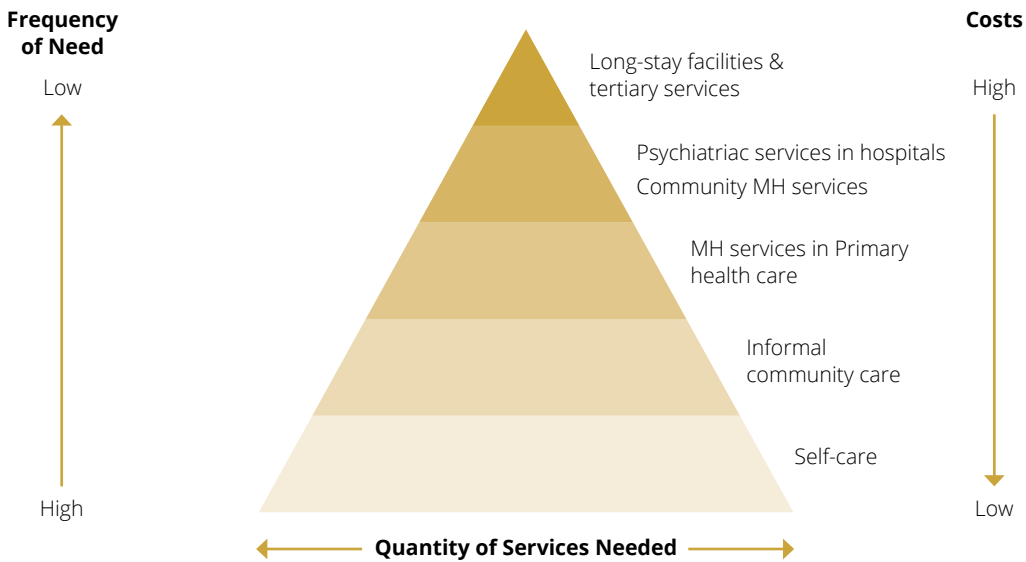 Frequency
of Need
Costs
Low
High
Long-stay facilities &
tertiary services
Psychiatriac services in hospitals
Community MH services
MH services in Primary
health care
Informal
community care
Self-care
High
Low
Quantity of Services Needed